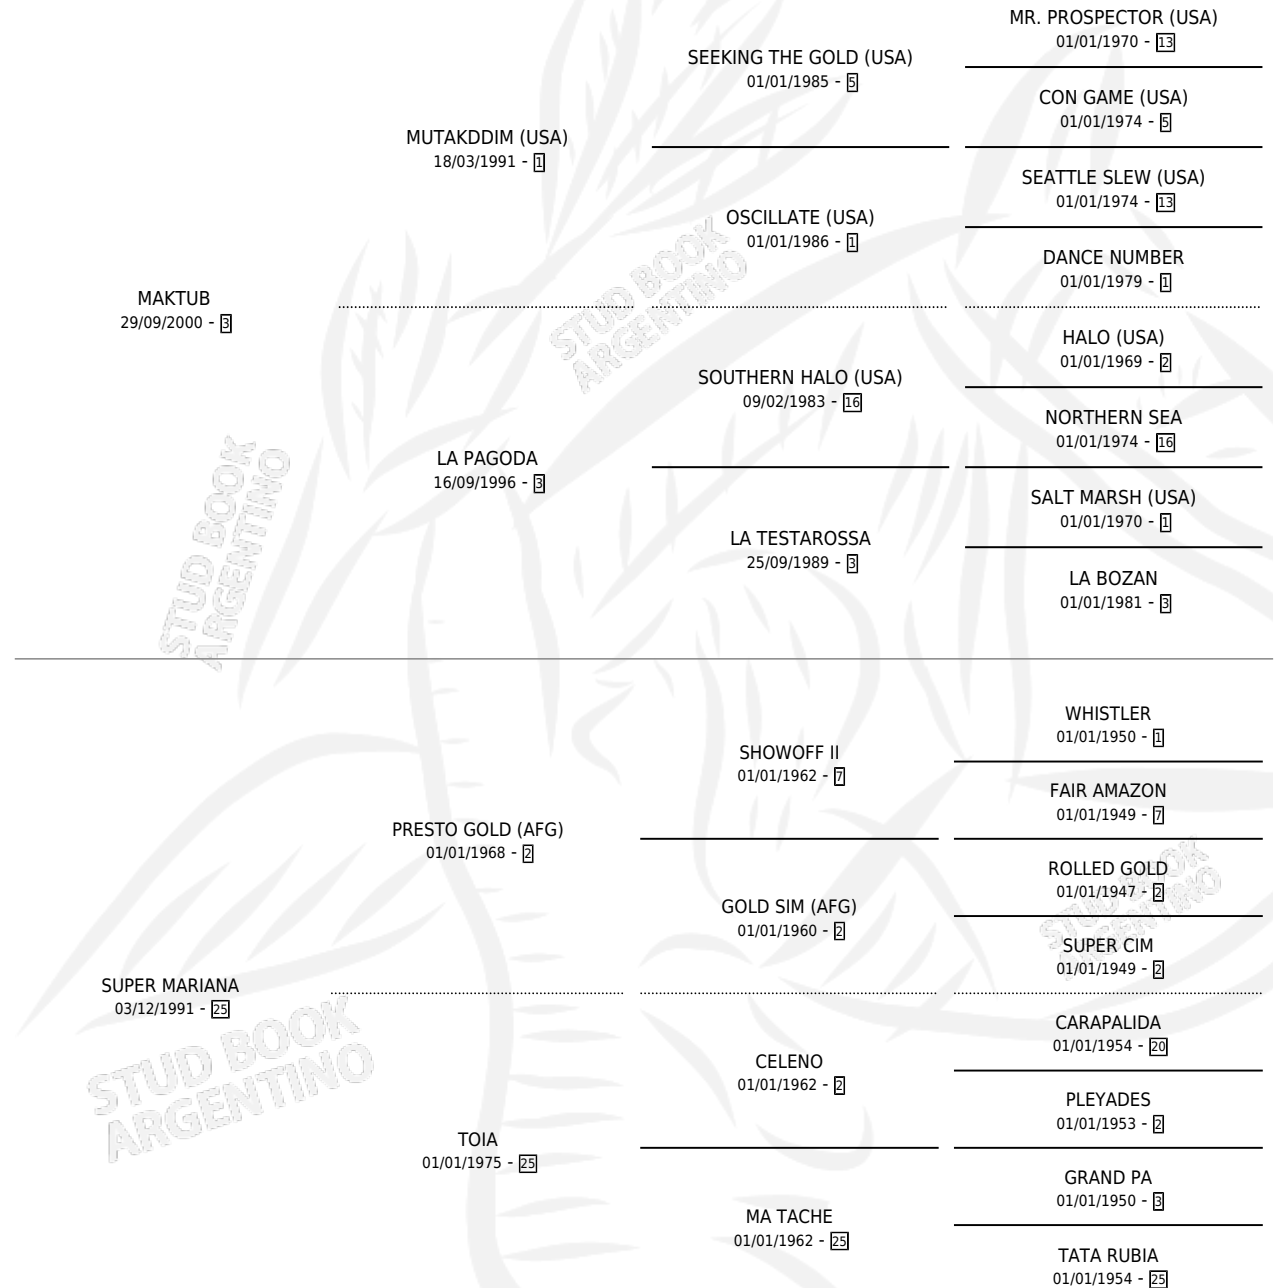 MR. PROSPECTOR (USA)
01/01/1970 - 13
SEEKING THE GOLD (USA)
01/01/1985 - 5
CON GAME (USA)
01/01/1974 - 5
MUTAKDDIM (USA)
18/03/1991 - 1
SEATTLE SLEW (USA)
01/01/1974 - 13
OSCILLATE (USA)
01/01/1986 - 1
DANCE NUMBER
01/01/1979 - 1
MAKTUB
29/09/2000 - 3
STUD BOOK
ARGENTINO
HALO (USA)
01/01/1969 - 2
SOUTHERN HALO (USA)
09/02/1983 - 16
NORTHERN SEA
01/01/1974 - 16
LA PAGODA
16/09/1996 - 3
SALT MARSH (USA)
01/01/1970 - 1
LA TESTAROSSA
25/09/1989 - 3
LA BOZAN
01/01/1981 - 3
STUD BOOK
ARGENTINO
WHISTLER
01/01/1950 - 1
SHOWOFF II
01/01/1962 - 7
FAIR AMAZON
01/01/1949 - 7
PRESTO GOLD (AFG)
01/01/1968 - 2
ROLLED GOLD
01/01/1947 - 2
GOLD SIM (AFG)
01/01/1960 - 2
SUPER CIM
01/01/1949 - 2
STUD BOOK
ARGENTINO
SUPER MARIANA
03/12/1991 - 25
CARAPALIDA
01/01/1954 - 20
CELENO
01/01/1962 - 2
PLEYADES
01/01/1953 - 2
STUD BOOK
ARGENTINO
TOIA
01/01/1975 - 25
GRAND PA
01/01/1950 - 3
MA TACHE
01/01/1962 - 25
TATA RUBIA
01/01/1954 - 25